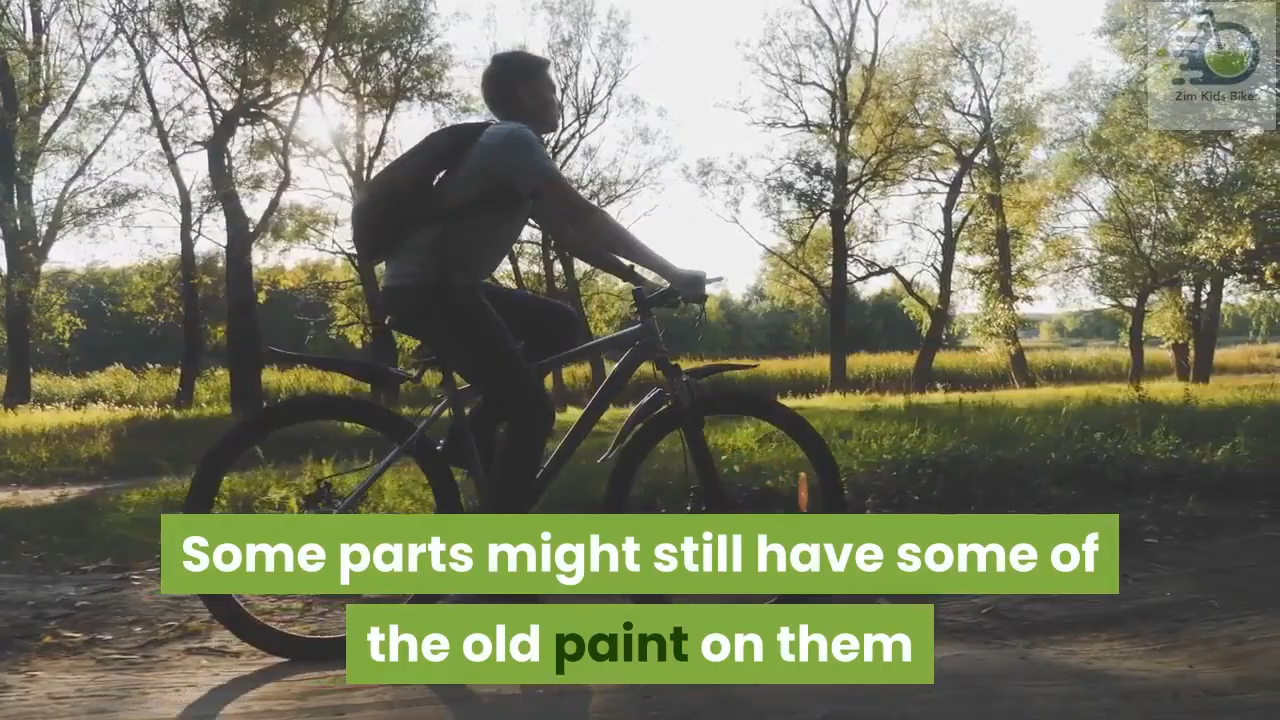 Zim Kids Bike
Some parts might still have some of
the old paint on them